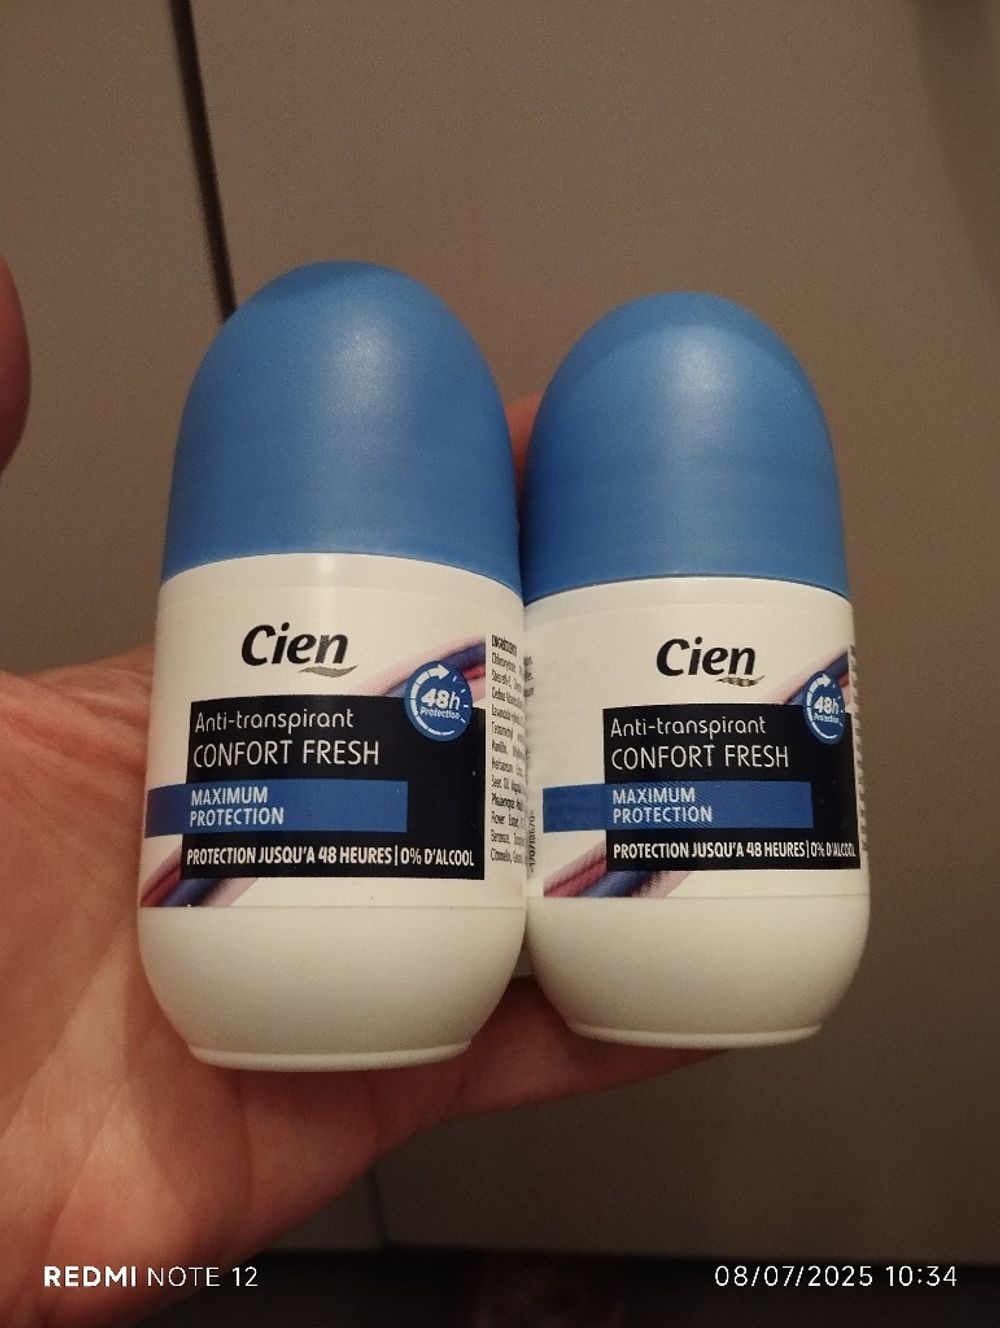 Cien
48h
Protection
Anti-transpirant
CONFORT FRESH
MAXIMUM
PROTECTION
PROTECTION JUSQU'A 48 HEURES | 0% D'ALCOOL
Cien
48h
Protection
Anti-transpirant
CONFORT FRESH
MAXIMUM
PROTECTION
PROTECTION JUSQU'A 48 HEURES | 0% D'ALCOOL
REDMI NOTE 12
08/07/2025 10:34